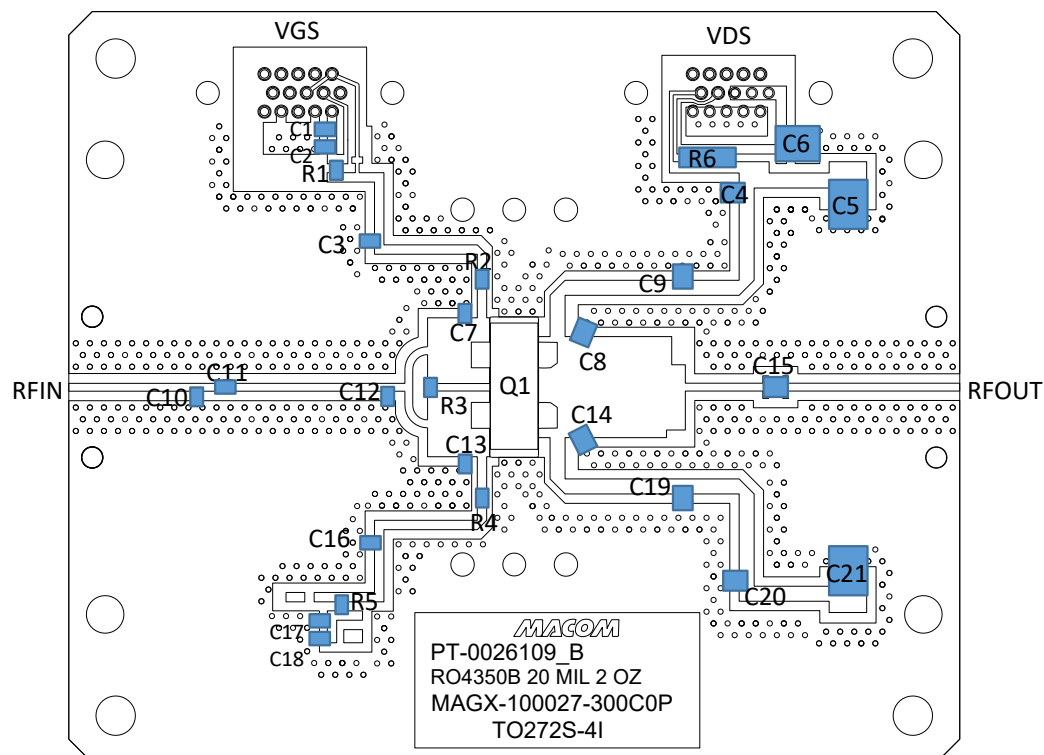 VGS
VDS
C1
C2
R1
C6
R6
C4
C5
C3
R2
C9
C7
C8
RFIN
C11
C10
C12
R3
Q1
C15
RFOUT
C14
C13
C19
R4
C16
C21
C20
R5
C17
C18
MACOM
PT-0026109_B
RO4350B 20 MIL 2 OZ
MAGX-100027-300C0P
TO272S-4I